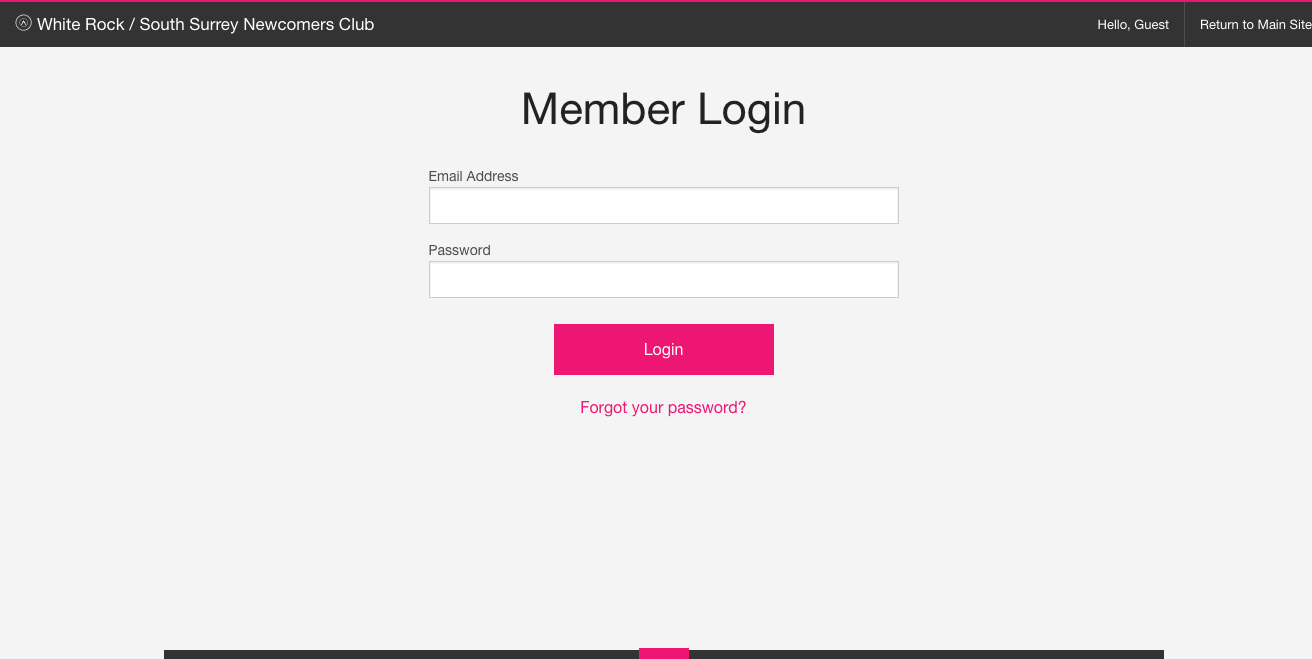 White Rock / South Surrey Newcomers Club
Hello, Guest
Return to Main Site
Member Login
Email Address
Password
Login
Forgot your password?